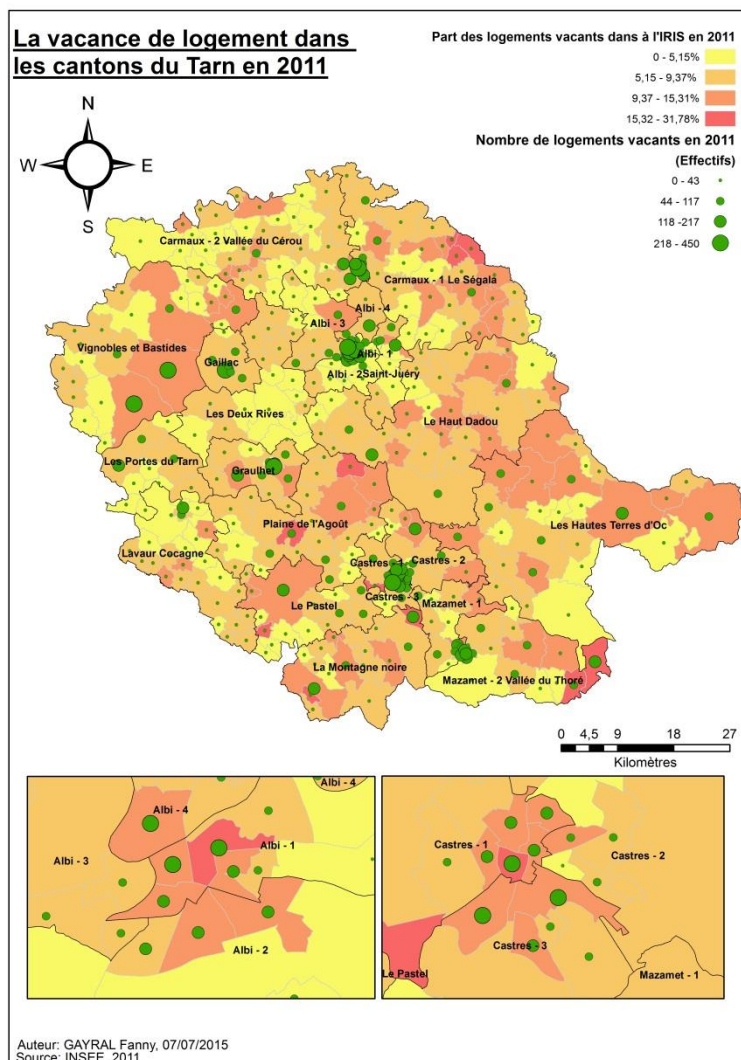 La vacance de logement dans
les cantons du Tarn en 2011
Part des logements vacants dans à l'IRIS en 2011
0 - 5,15%
5,15 - 9,37%
9,37 - 15,31%
15,32 - 31,78%
Nombre de logements vacants en 2011
(Effectifs)
0 - 43
44 - 117
118 -217
218 - 450
N
W
E
S
Carmaux - 2 Vallée du Cérou
Carmaux - 1 Le Ségala
Albi - 4
Albi - 3
Vignobles et Bastides
Albi - 1
Gaillac
Albi - 2
Saint-Juéry
Les Deux Rives
Le Haut Dadou
Les Portes du Tarn
Graulhet
Plaine de l'Agoût
Les Hautes Terres d'Oc
Lavaur Cocagne
Castres - 1
Castres - 2
Castres - 3
Le Pastel
Mazamet - 1
La Montagne noire
Mazamet - 2 Vallée du Thoré
0 4,5 9 18 27
Kilomètres
Albi - 4
Albi - 4
Albi - 1
Albi - 3
Albi - 2
Castres - 1
Castres - 2
Castres - 3
Le Pastel
Mazamet - 1
Auteur: GAYRAL Fanny, 07/07/2015
Source: INSEE, 2011